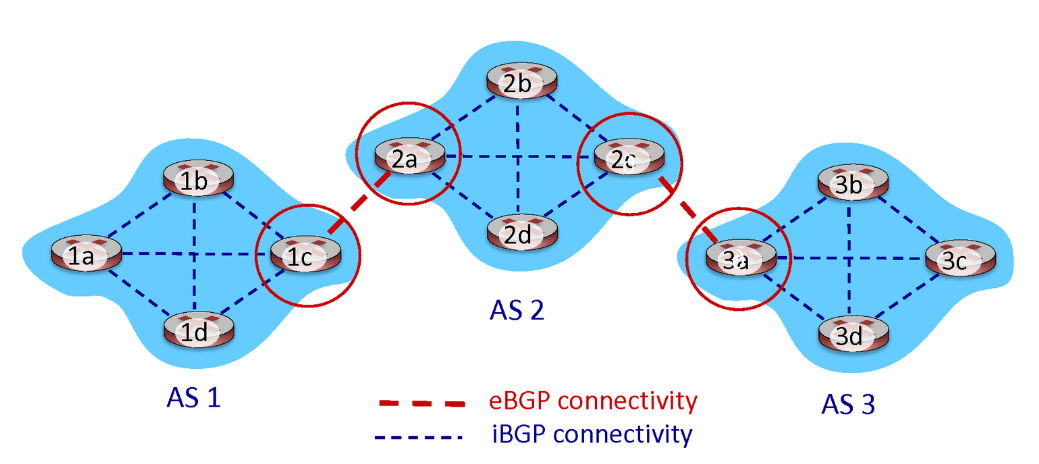 2b
2a
2c
2d
1b
1a
1c
1d
AS 1
AS 2
3b
3a
3c
3d
AS 3
eBGP connectivity
iBGP connectivity